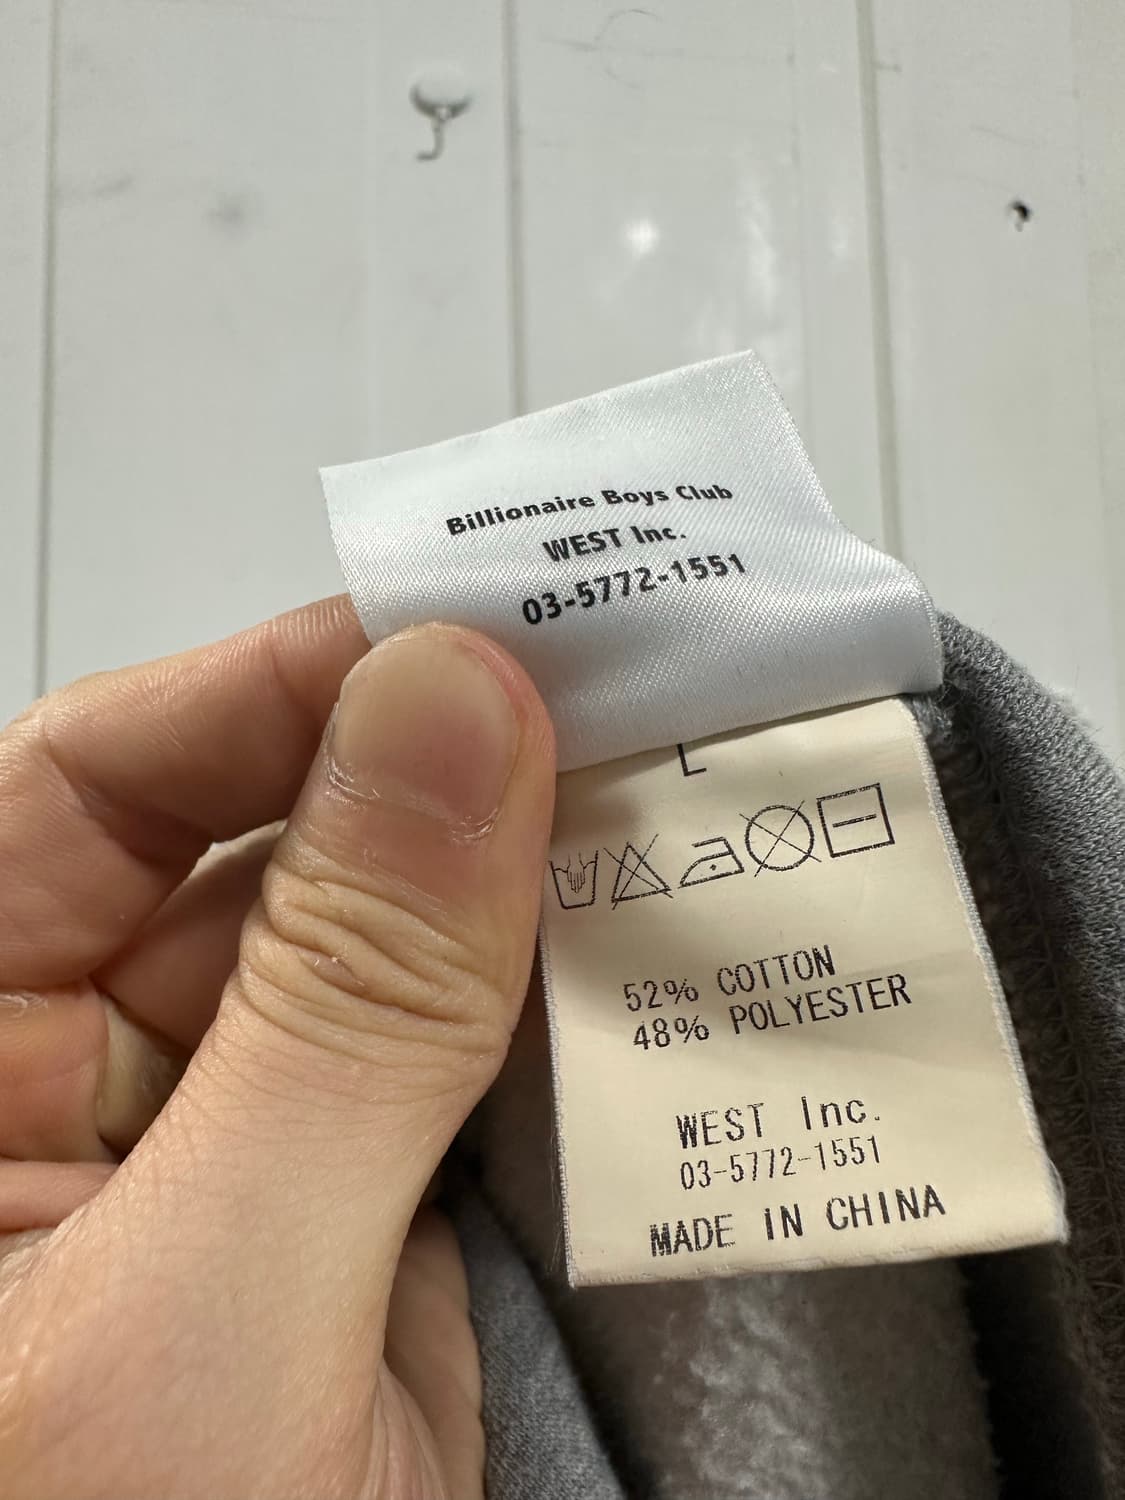 Billionaire Boys Club
WEST Inc.
03-5772-1551
L
52% COTTON
48% POLYESTER
WEST Inc.
03-5772-1551
MADE IN CHINA